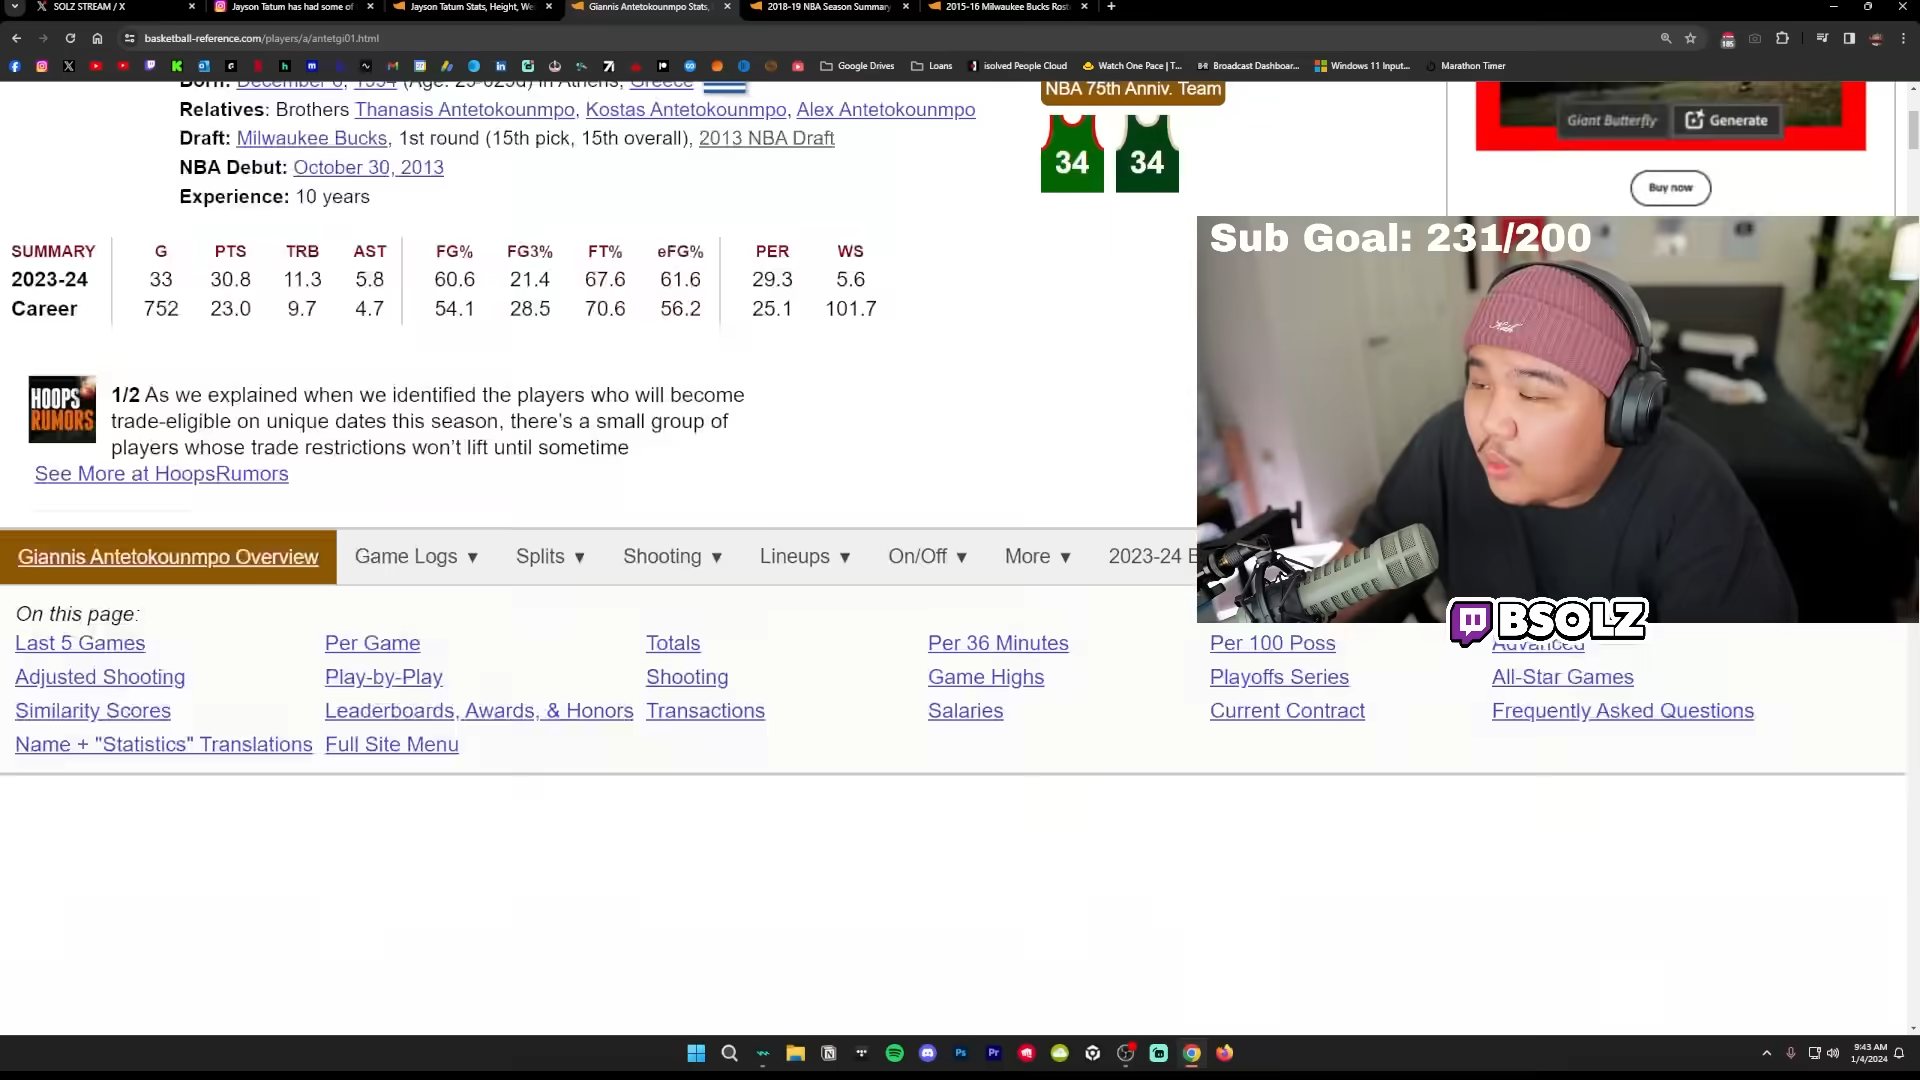 SOLZ STREAM / X
Jayson Tatum has had some of
Jayson Tatum Stats, Height, We
Giannis Antetokounmpo Stats,
2018-19 NBA Season Summary
2015-16 Milwaukee Bucks Rost
basketball-reference.com/players/a/antetgi01.html
185
Google Drives
Loans
isolved People Cloud
Watch One Pace | T...
Broadcast Dashboar...
Windows 11 Input...
Marathon Timer
Relatives: Brothers Thanasis Antetokounmpo, Kostas Antetokounmpo, Alex Antetokounmpo
Draft: Milwaukee Bucks, 1st round (15th pick, 15th overall), 2013 NBA Draft
NBA Debut: October 30, 2013
Experience: 10 years
NBA 75th Anniv. Team
34 34
Giant Butterfly Generate
Buy now
SUMMARY G PTS TRB AST FG% FG3% FT% eFG% PER WS
2023-24 33 30.8 11.3 5.8 60.6 21.4 67.6 61.6 29.3 5.6
Career 752 23.0 9.7 4.7 54.1 28.5 70.6 56.2 25.1 101.7
Sub Goal: 231/200
HOOPS
RUMORS
1/2 As we explained when we identified the players who will become
trade-eligible on unique dates this season, there's a small group of
players whose trade restrictions won't lift until sometime
See More at HoopsRumors
Giannis Antetokounmpo Overview Game Logs ▼ Splits ▼ Shooting ▼ Lineups ▼ On/Off ▼ More ▼ 2023-24 B
BSOLZ
On this page:
Last 5 Games Per Game Totals Per 36 Minutes Per 100 Poss Advanced
Adjusted Shooting Play-by-Play Shooting Game Highs Playoffs Series All-Star Games
Similarity Scores Leaderboards, Awards, & Honors Transactions Salaries Current Contract Frequently Asked Questions
Name + "Statistics" Translations Full Site Menu
9:43 AM
1/4/2024